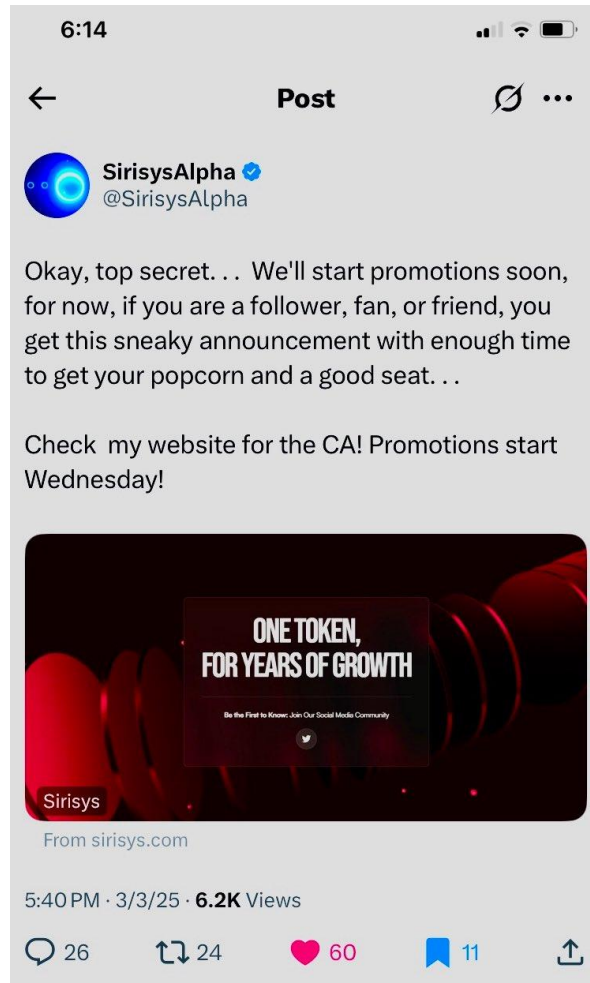 6:14
Post
SirisysAlpha
@SirisysAlpha
Okay, top secret. . .  We'll start promotions soon,
for now, if you are a follower, fan, or friend, you
get this sneaky announcement with enough time
to get your popcorn and a good seat. . .
Check  my website for the CA! Promotions start
Wednesday!
ONE TOKEN,
FOR YEARS OF GROWTH
Be the First to Know: Join Our Social Media Community
Sirisys
From sirisys.com
5:40 PM · 3/3/25 · 6.2K Views
26 24 60 11